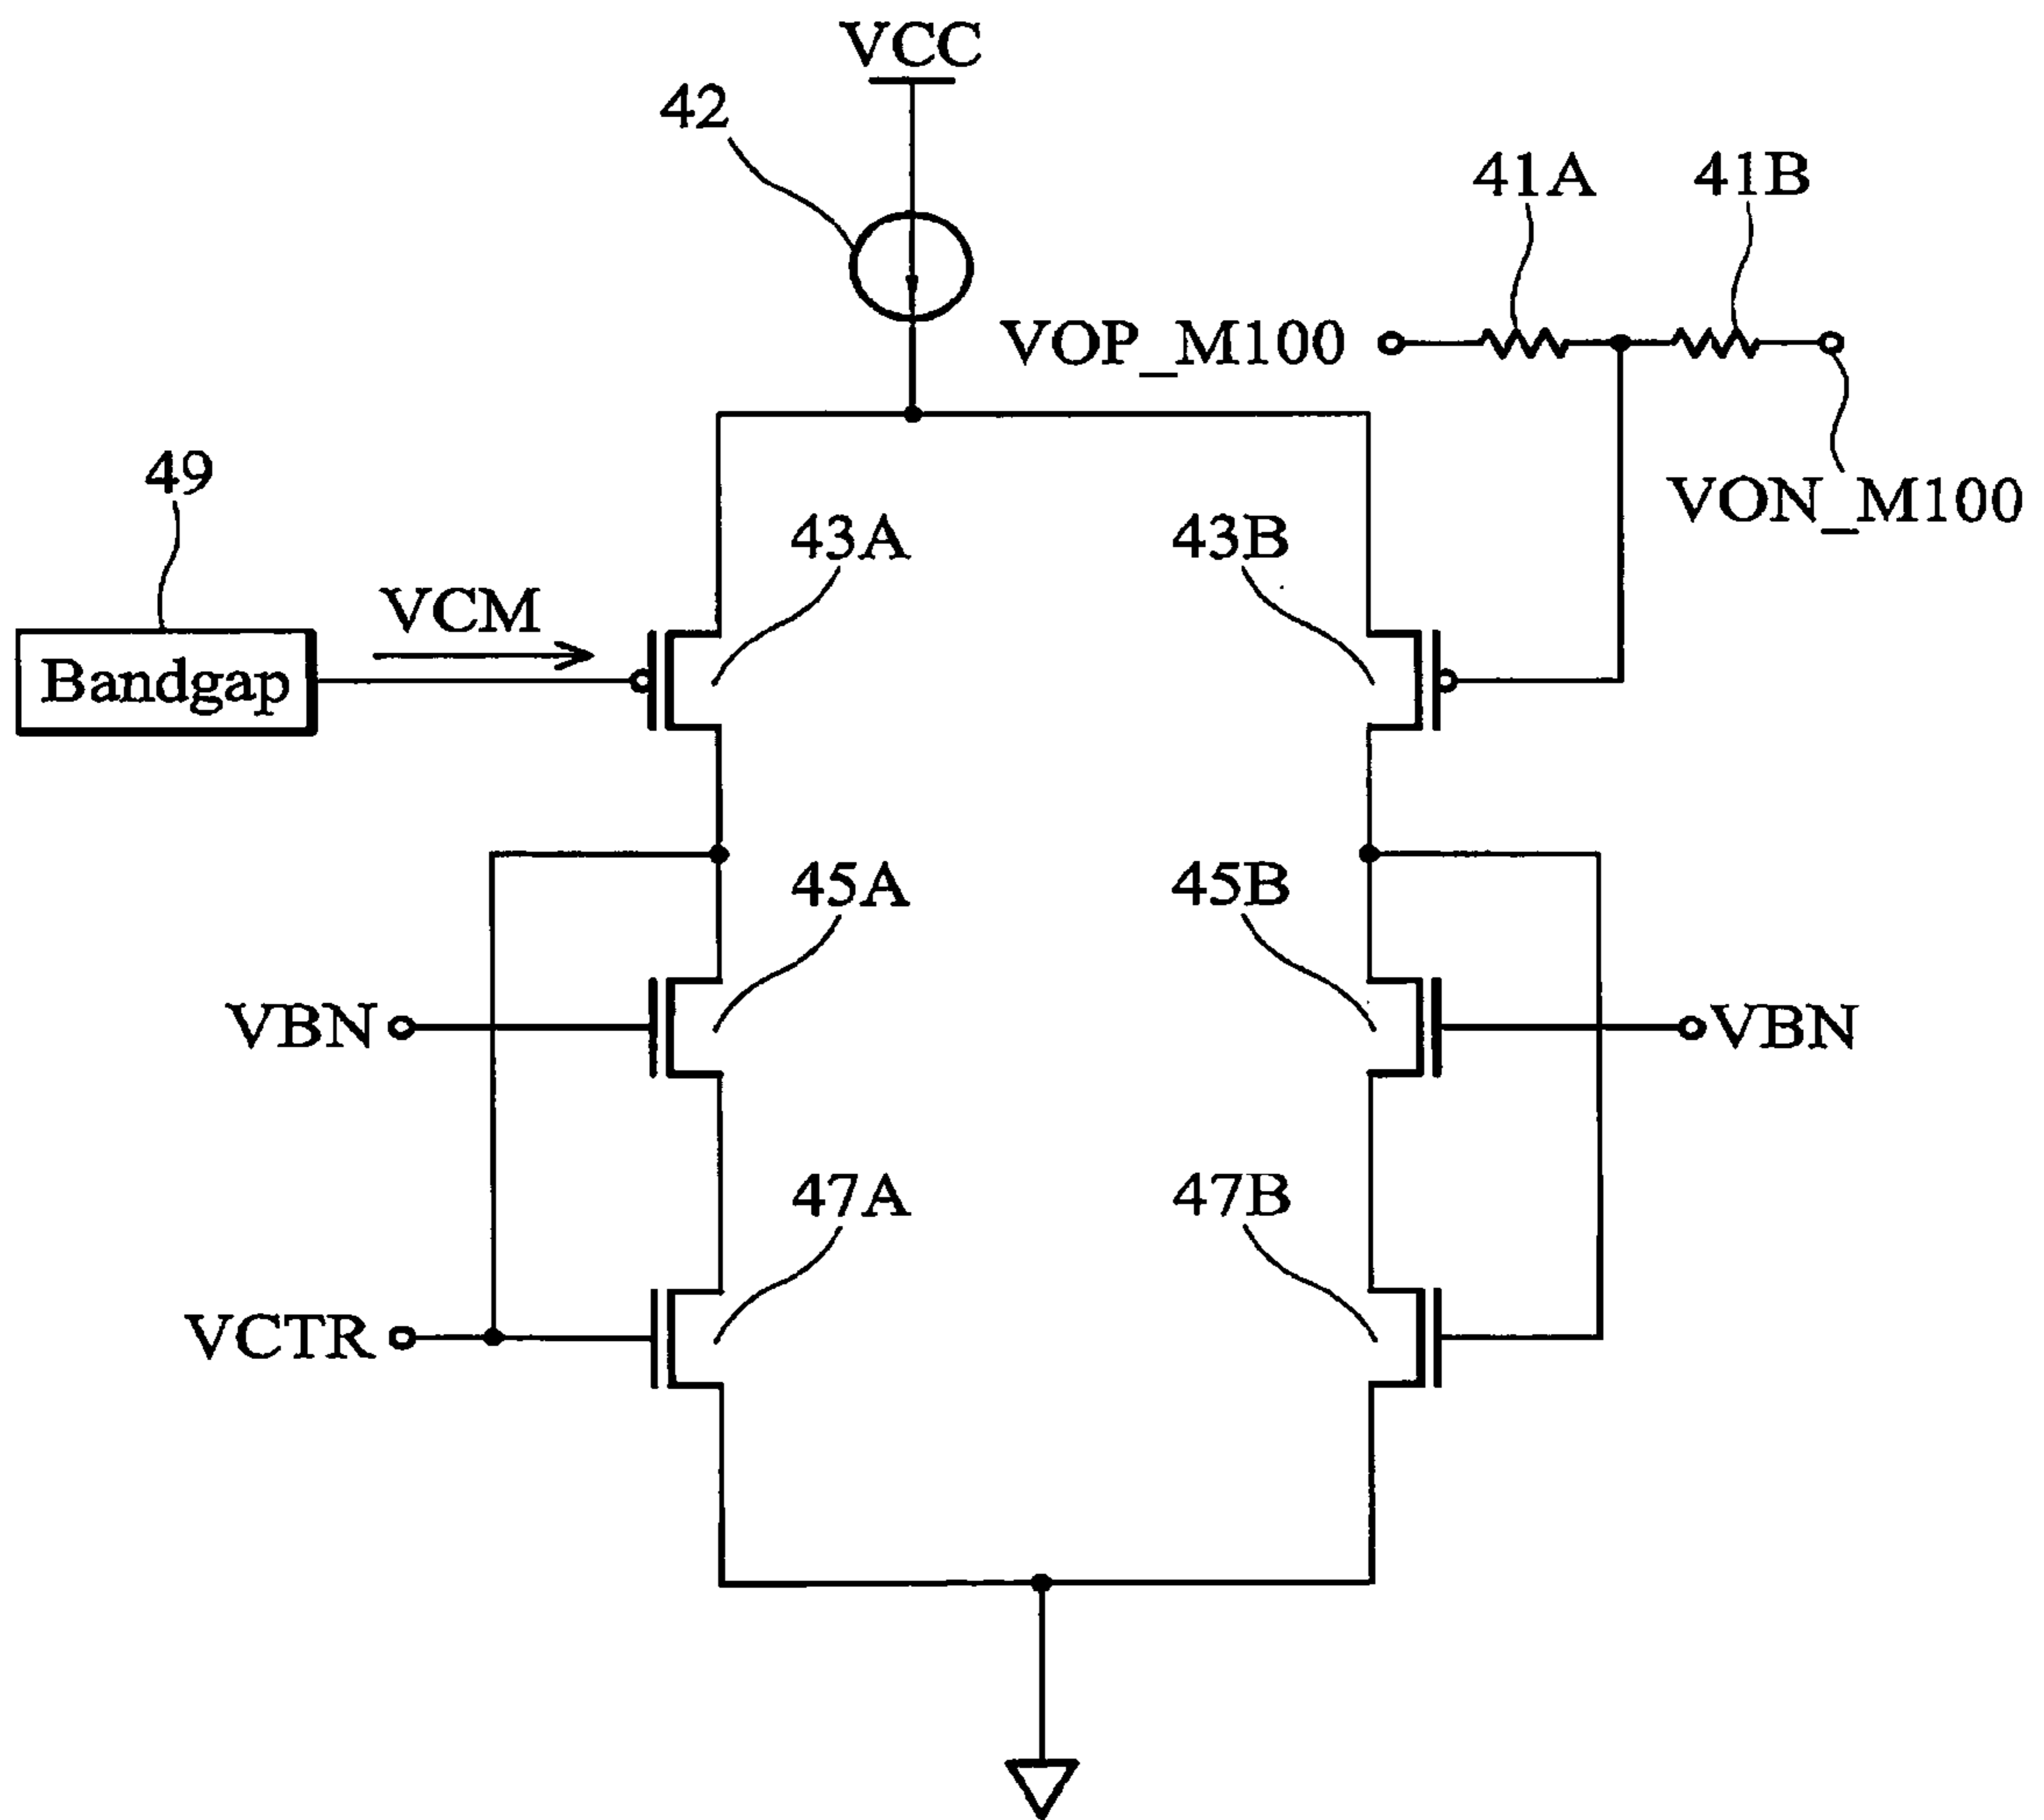 VCC
42
41A
41B
VOP_M100
VON_M100
49
43A
43B
VCM
Bandgap
45A
45B
VBN
VBN
47A
47B
VCTR